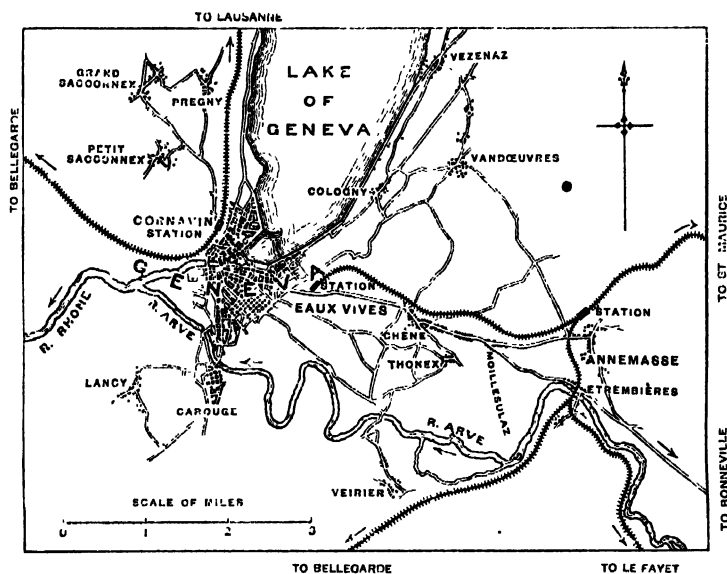 TO LAUSANNE
GRAND
SACONNEX
PREGNY
PETIT
SACONNEX
LAKE
OF
GENEVA
VEZENAZ
VANDŒUVRES
COLOGNY
TO BELLEGARDE
CORNAVIN
STATION
GENEVA
STATION
EAUX VIVES
R. RHONE
R. ARVE
CHÊNE
THONEX
MOILLESULAZ
STATION
ANNEMASSE
ETREMBIÈRES
TO ST MAURICE
LANCY
CAROUGE
R. ARVE
VEIRIER
TO BONNEVILLE
SCALE OF MILES
0 1 2 3
TO BELLEGARDE
TO LE FAYET